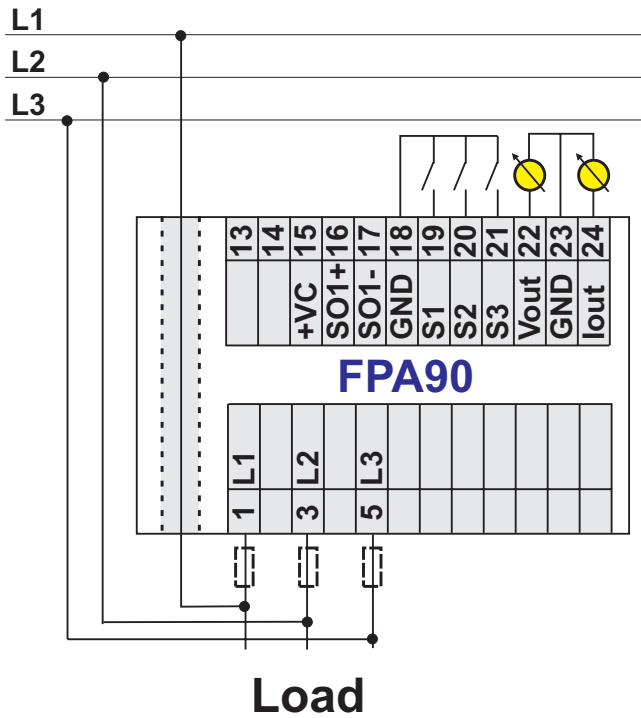 L1
L2
L3
13 14 15 16 17 18 19 20 21 22 23 24
+VC SO1+ SO1- GND S1 S2 S3 Vout GND Iout
FPA90
L1 L2 L3
1 3 5
Load